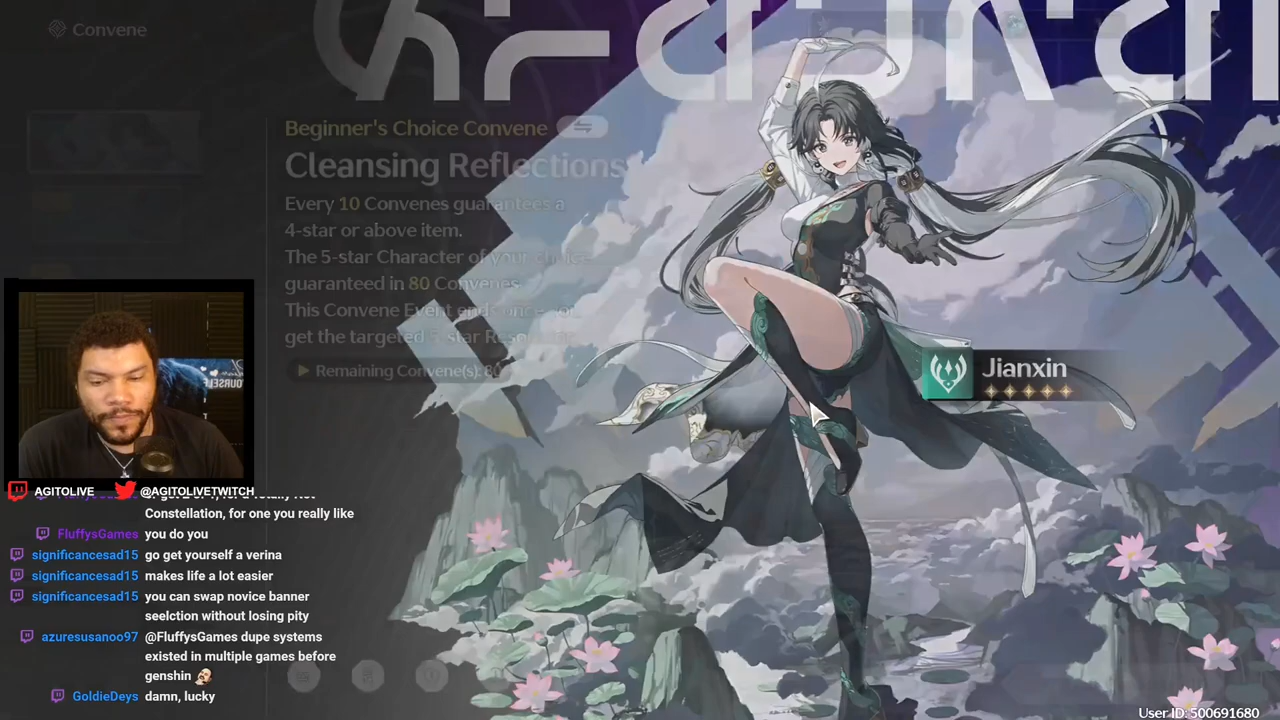 Convene
Beginner's Choice Convene
Cleansing Reflections
Every 10 Convenes guarantees a
4-star or above item.
The 5-star Character of your choice
guaranteed in 80 Convenes.
This Convene Event ends once
get the targeted 5-star
Remaining Convene(s): 80
Jianxin
AGITOLIVE @AGITOLIVETWITCH
Constellation, for one you really like
FluffysGames you do you
significancesad15 go get yourself a verina
significancesad15 makes life a lot easier
significancesad15 you can swap novice banner
seelction without losing pity
azuresusanoo97 @FluffysGames dupe systems
existed in multiple games before
genshin
GoldieDeys damn, lucky
User ID: 500691680